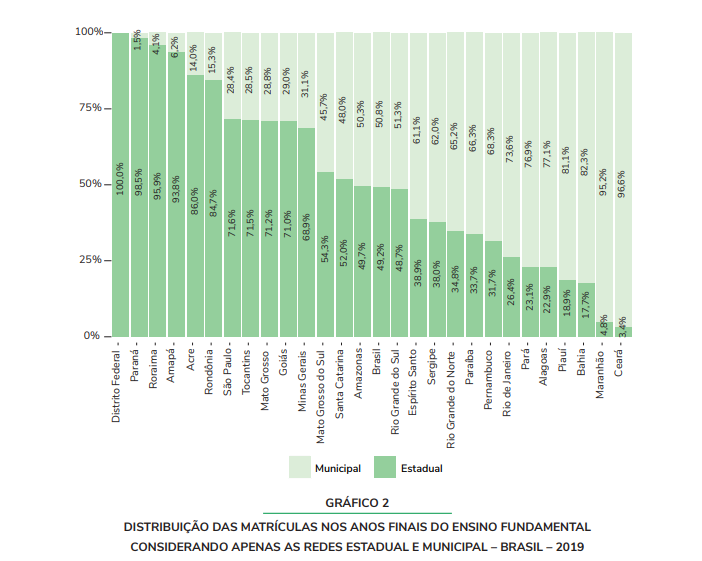 100%
75%
50%
25%
0%
1,5%
4,1%
6,2%
14,0%
15,3%
28,4%
28,5%
28,8%
29,0%
31,1%
45,7%
48,0%
50,3%
50,8%
51,3%
61,1%
62,0%
65,2%
66,3%
68,3%
73,6%
76,9%
77,1%
81,1%
82,3%
95,2%
96,6%
100,0%
98,5%
95,9%
93,8%
86,0%
84,7%
71,6%
71,5%
71,2%
71,0%
68,9%
54,3%
52,0%
49,7%
49,2%
48,7%
38,9%
38,0%
34,8%
33,7%
31,7%
26,4%
23,1%
22,9%
18,9%
17,7%
4,8%
3,4%
Distrito Federal
Paraná
Roraima
Amapá
Acre
Rondônia
São Paulo
Tocantins
Mato Grosso
Goiás
Minas Gerais
Mato Grosso do Sul
Santa Catarina
Amazonas
Brasil
Rio Grande do Sul
Espírito Santo
Sergipe
Rio Grande do Norte
Paraíba
Pernambuco
Rio de Janeiro
Pará
Alagoas
Piauí
Bahia
Maranhão
Ceará
Municipal
Estadual
GRÁFICO 2
DISTRIBUIÇÃO DAS MATRÍCULAS NOS ANOS FINAIS DO ENSINO FUNDAMENTAL
CONSIDERANDO APENAS AS REDES ESTADUAL E MUNICIPAL – BRASIL – 2019